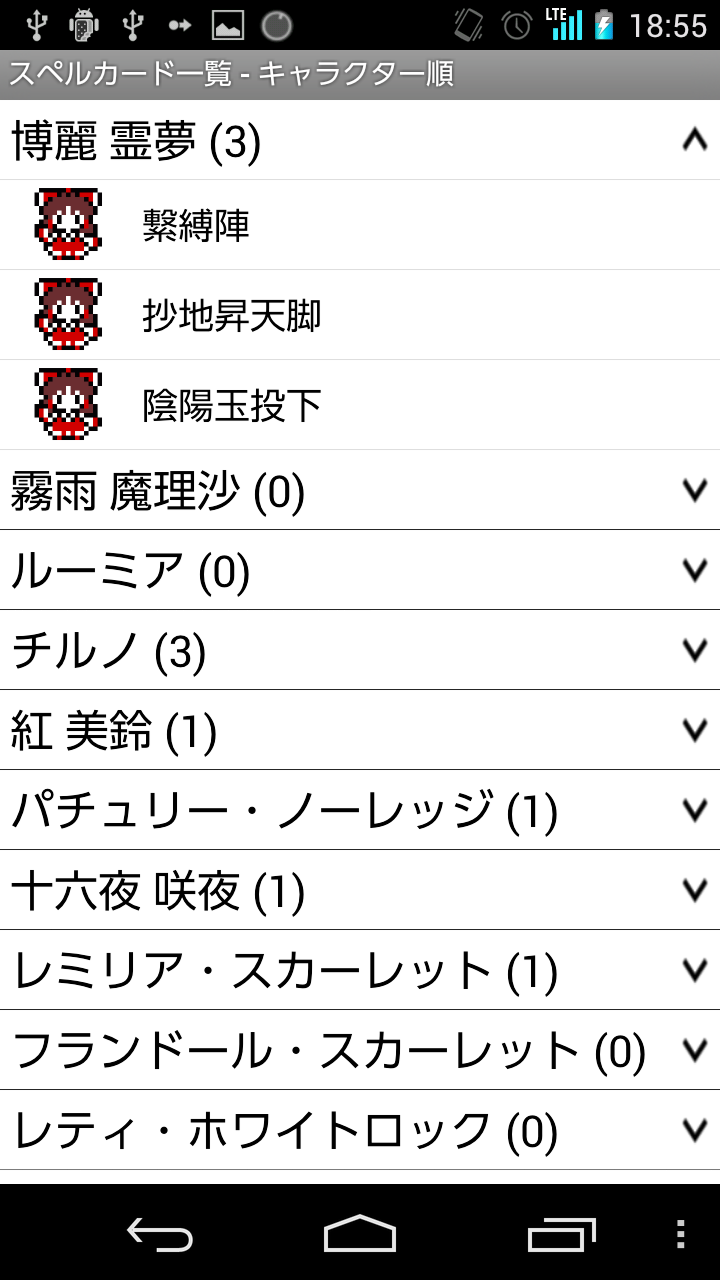 LTE 18:55
スペルカード一覧 - キャラクター順
博麗 霊夢 (3)
繋縛陣
抄地昇天脚
陰陽玉投下
霧雨 魔理沙 (0)
ルーミア (0)
チルノ (3)
紅 美鈴 (1)
パチュリー・ノーレッジ (1)
十六夜 咲夜 (1)
レミリア・スカーレット (1)
フランドール・スカーレット (0)
レティ・ホワイトロック (0)